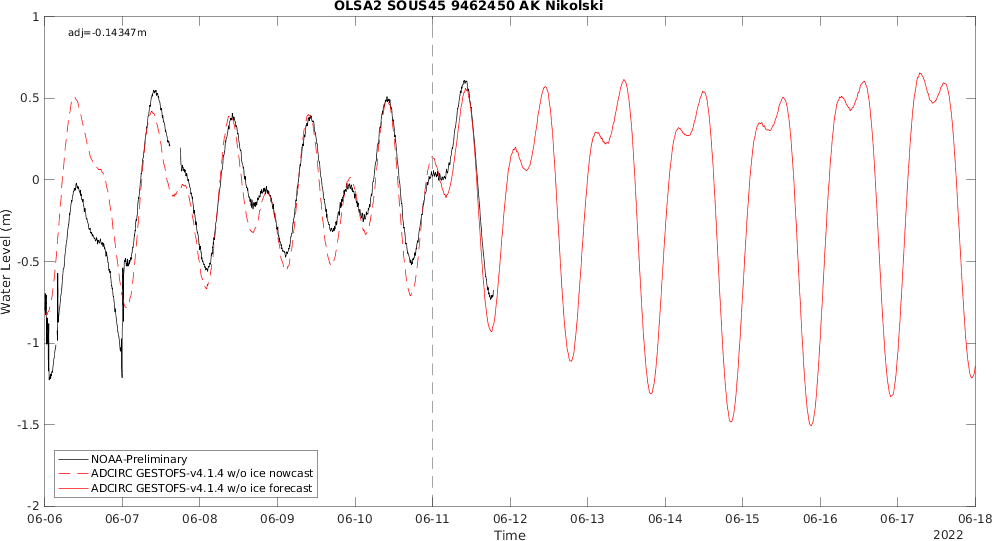 OLSA2 SOUS45 9462450 AK Nikolski
adj=-0.14347m
1
0.5
0
-0.5
-1
-1.5
-2
Water Level (m)
NOAA-Preliminary
ADCIRC GESTOFS-v4.1.4 w/o ice nowcast
ADCIRC GESTOFS-v4.1.4 w/o ice forecast
06-06 06-07 06-08 06-09 06-10 06-11 06-12 06-13 06-14 06-15 06-16 06-17 06-18
Time
2022